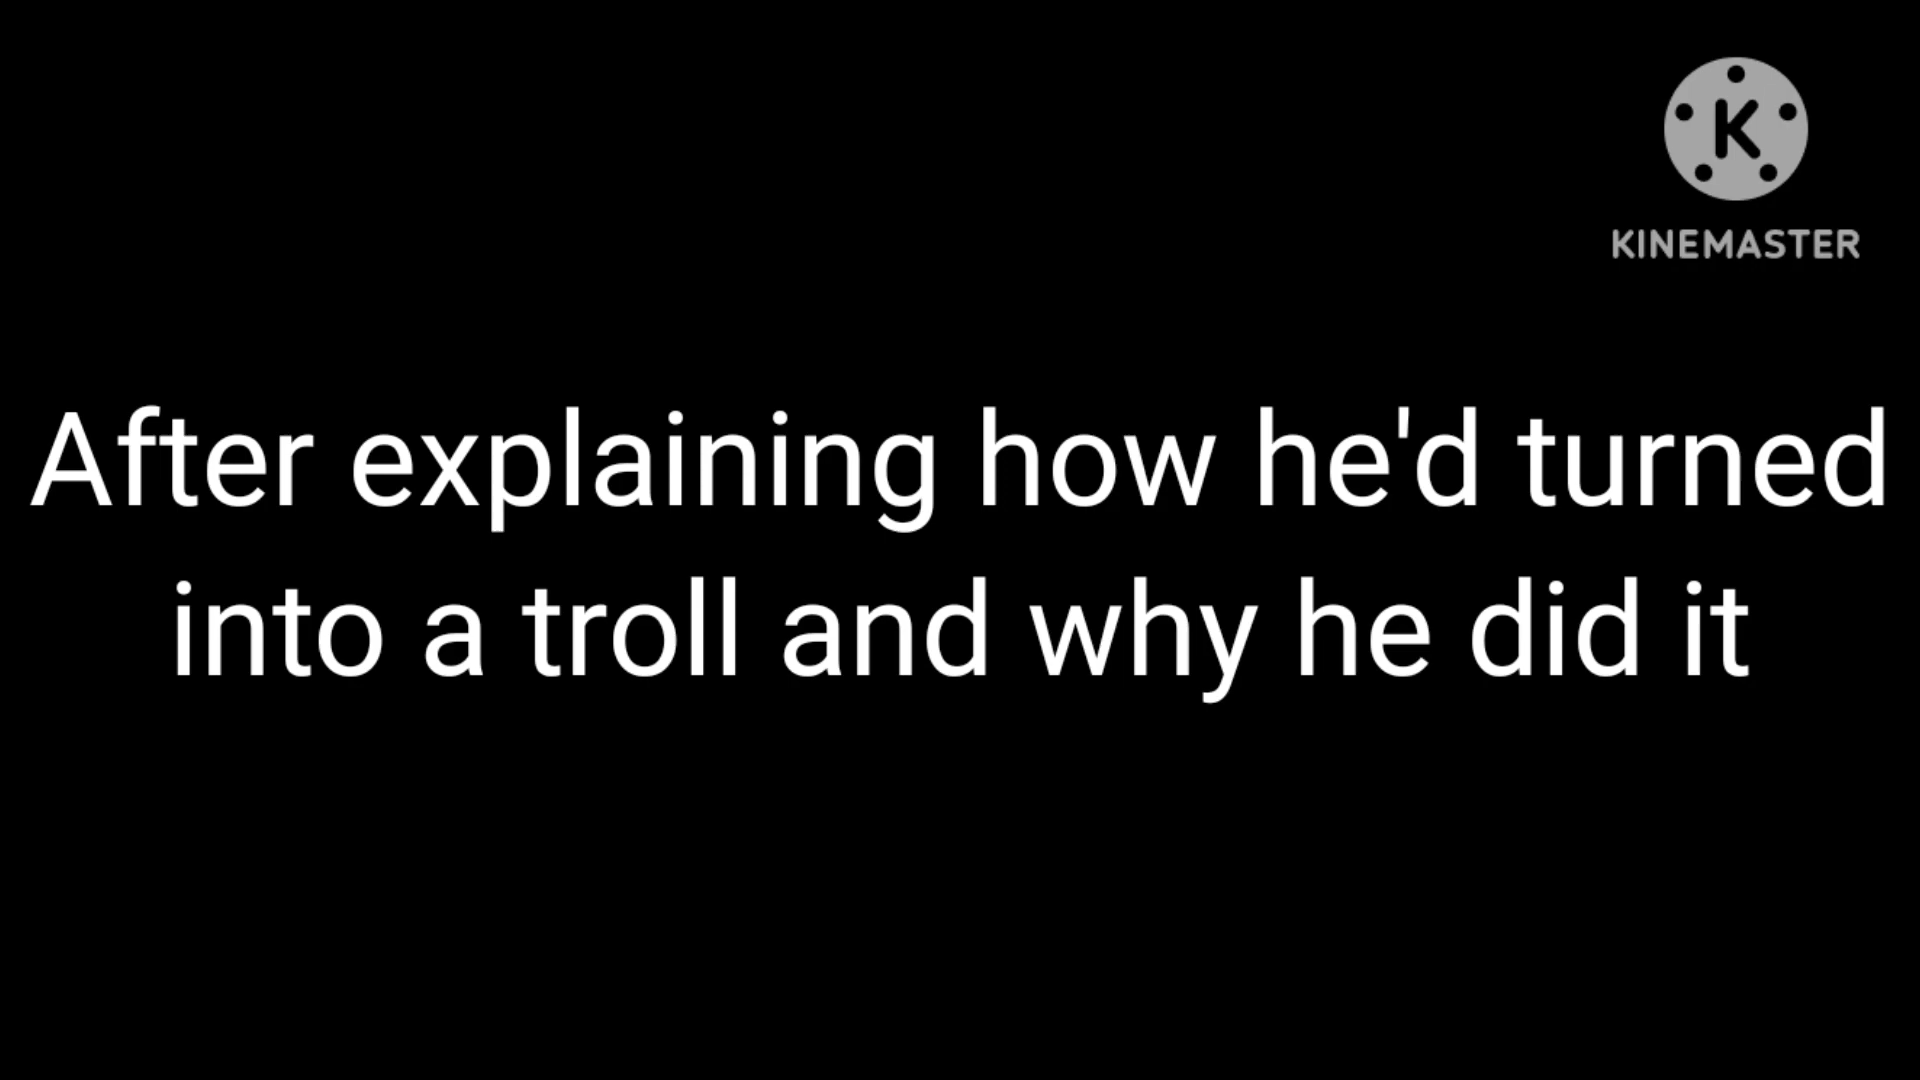 K
KINEMASTER
After explaining how he'd turned
into a troll and why he did it